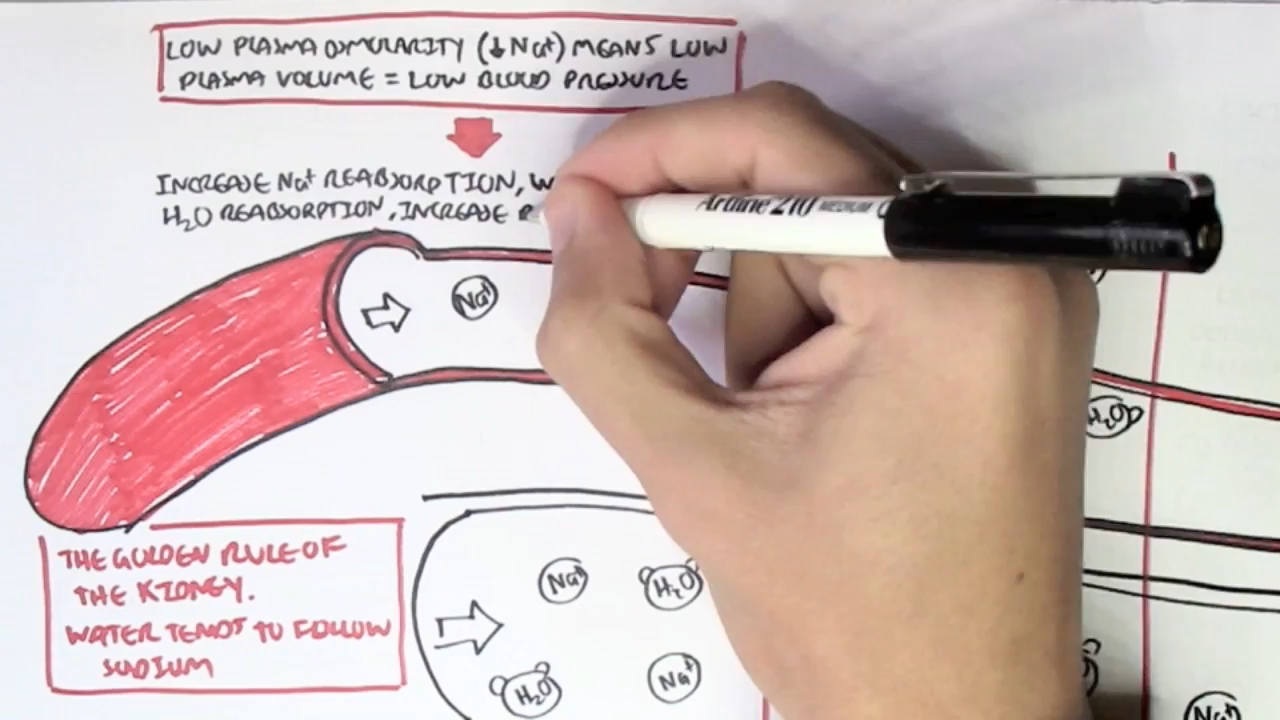 LOW PLASMA OSMOLARITY (↓Na⁺) MEANS LOW
PLASMA VOLUME = LOW BLOOD PRESSURE
INCREASE Na⁺ REABSORPTION, W
H₂O REABSORPTION, INCREASE
Artline 210 MEDIUM
Na⁺
H₂O
THE GOLDEN RULE OF
THE KIDNEY.
WATER TENDS TO FOLLOW
SODIUM
Na⁺ H₂O
H₂O Na⁺
Na⁺